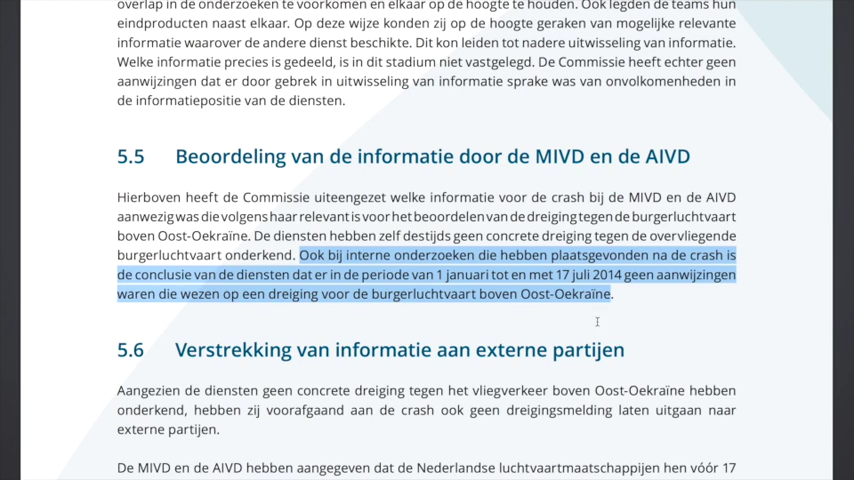 overlap in de onderzoeken te voorkomen en elkaar op de hoogte te houden. Ook legden de teams hun
eindproducten naast elkaar. Op deze wijze konden zij op de hoogte geraken van mogelijke relevante
informatie waarover de andere dienst beschikte. Dit kon leiden tot nadere uitwisseling van informatie.
Welke informatie precies is gedeeld, is in dit stadium niet vastgelegd. De Commissie heeft echter geen
aanwijzingen dat er door gebrek in uitwisseling van informatie sprake was van onvolkomenheden in
de informatiepositie van de diensten.
5.5 Beoordeling van de informatie door de MIVD en de AIVD
Hierboven heeft de Commissie uiteengezet welke informatie voor de crash bij de MIVD en de AIVD
aanwezig was die volgens haar relevant is voor het beoordelen van de dreiging tegen de burgerluchtvaart
boven Oost-Oekraïne. De diensten hebben zelf destijds geen concrete dreiging tegen de overvliegende
burgerluchtvaart onderkend. Ook bij interne onderzoeken die hebben plaatsgevonden na de crash is
de conclusie van de diensten dat er in de periode van 1 januari tot en met 17 juli 2014 geen aanwijzingen
waren die wezen op een dreiging voor de burgerluchtvaart boven Oost-Oekraïne.
5.6 Verstrekking van informatie aan externe partijen
Aangezien de diensten geen concrete dreiging tegen het vliegverkeer boven Oost-Oekraïne hebben
onderkend, hebben zij voorafgaand aan de crash ook geen dreigingsmelding laten uitgaan naar
externe partijen.
De MIVD en de AIVD hebben aangegeven dat de Nederlandse luchtvaartmaatschappijen hen vóór 17